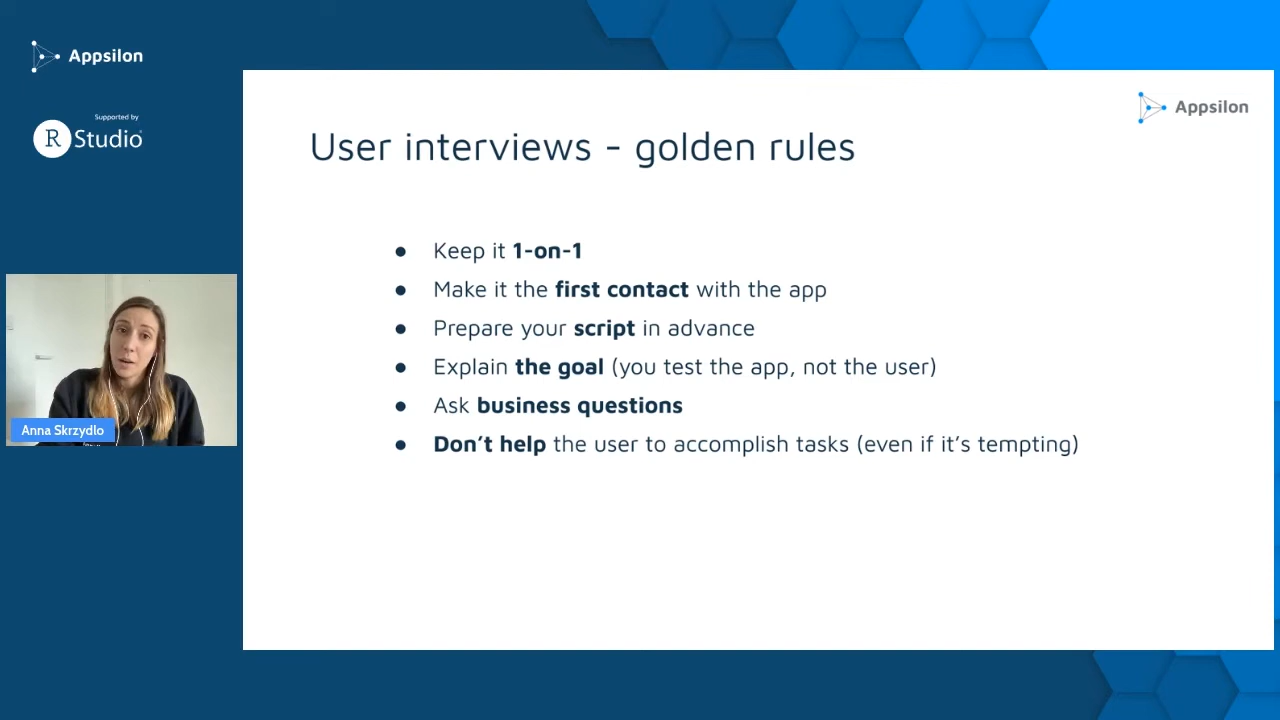 Appsilon
Supported by
R Studio
Appsilon
User interviews - golden rules
● Keep it 1-on-1
● Make it the first contact with the app
● Prepare your script in advance
● Explain the goal (you test the app, not the user)
● Ask business questions
● Don’t help the user to accomplish tasks (even if it’s tempting)
Anna Skrzydlo